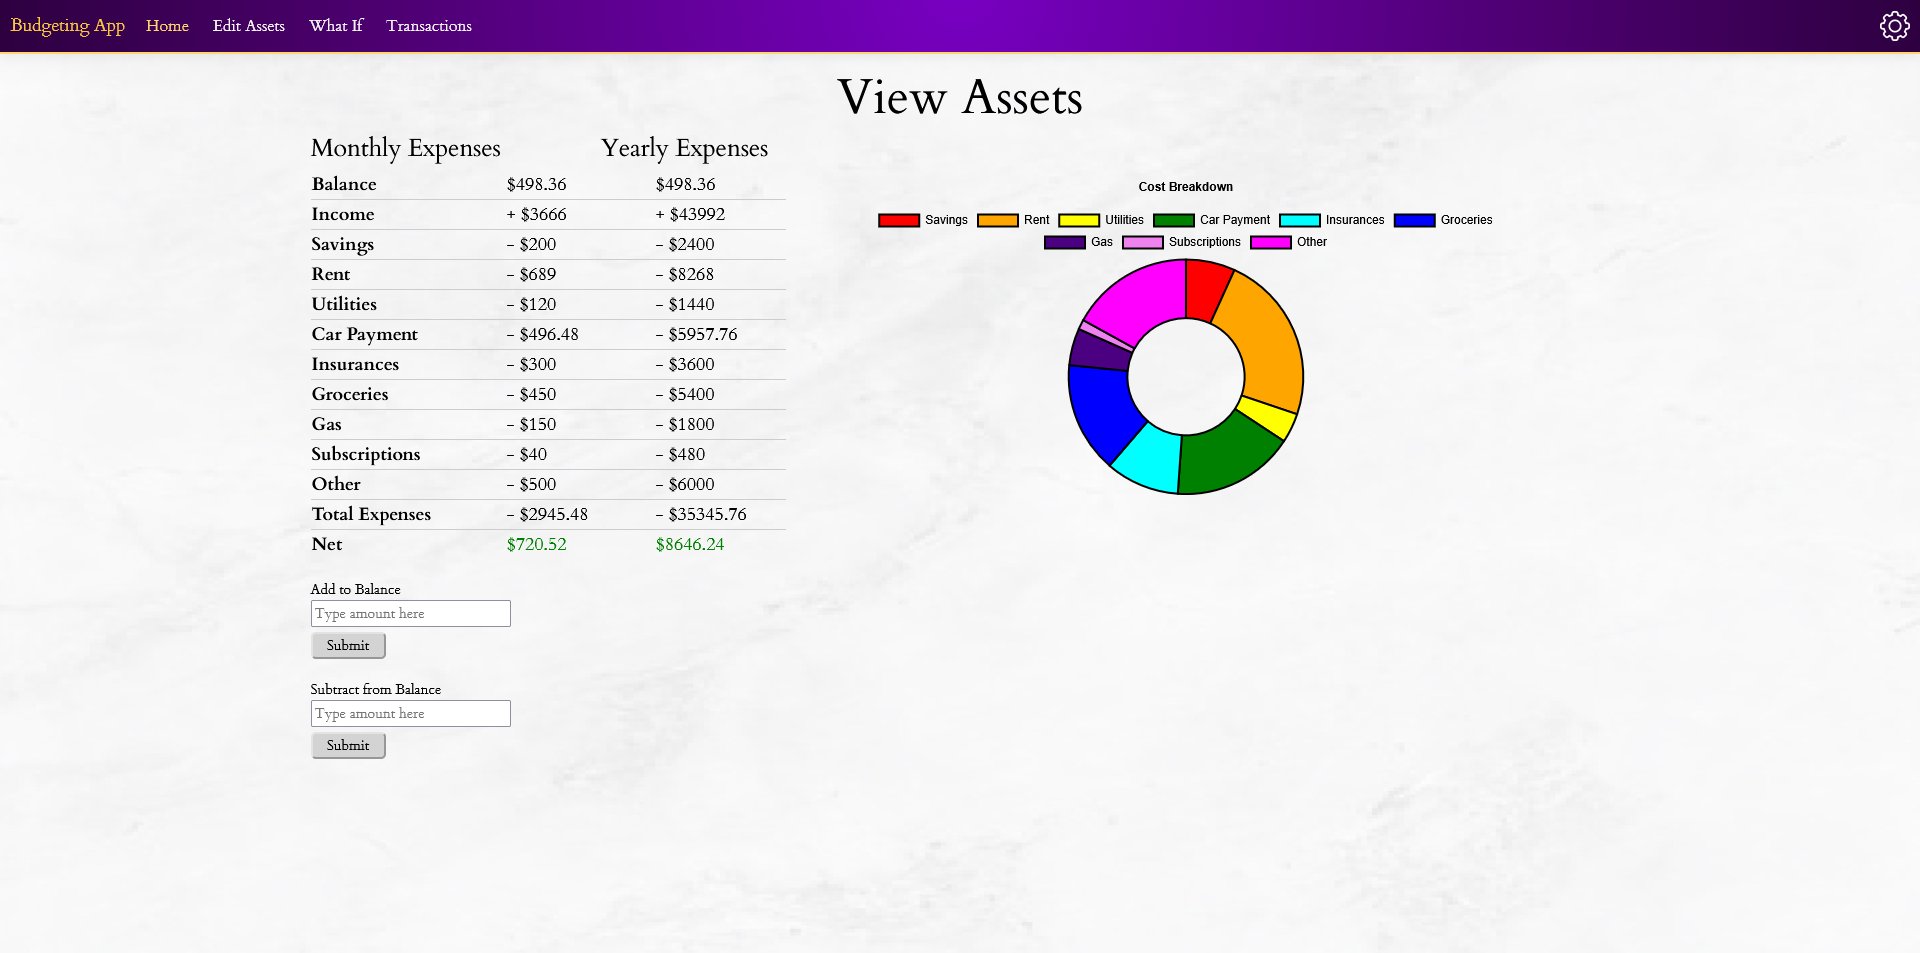 Budgeting App Home Edit Assets What If Transactions
View Assets
Monthly Expenses Yearly Expenses
Balance $498.36 $498.36
Income + $3666 + $43992
Savings - $200 - $2400
Rent - $689 - $8268
Utilities - $120 - $1440
Car Payment - $496.48 - $5957.76
Insurances - $300 - $3600
Groceries - $450 - $5400
Gas - $150 - $1800
Subscriptions - $40 - $480
Other - $500 - $6000
Total Expenses - $2945.48 - $35345.76
Net $720.52 $8646.24
Add to Balance
Type amount here
Submit
Subtract from Balance
Type amount here
Submit
Cost Breakdown
Savings Rent Utilities Car Payment Insurances Groceries
Gas Subscriptions Other